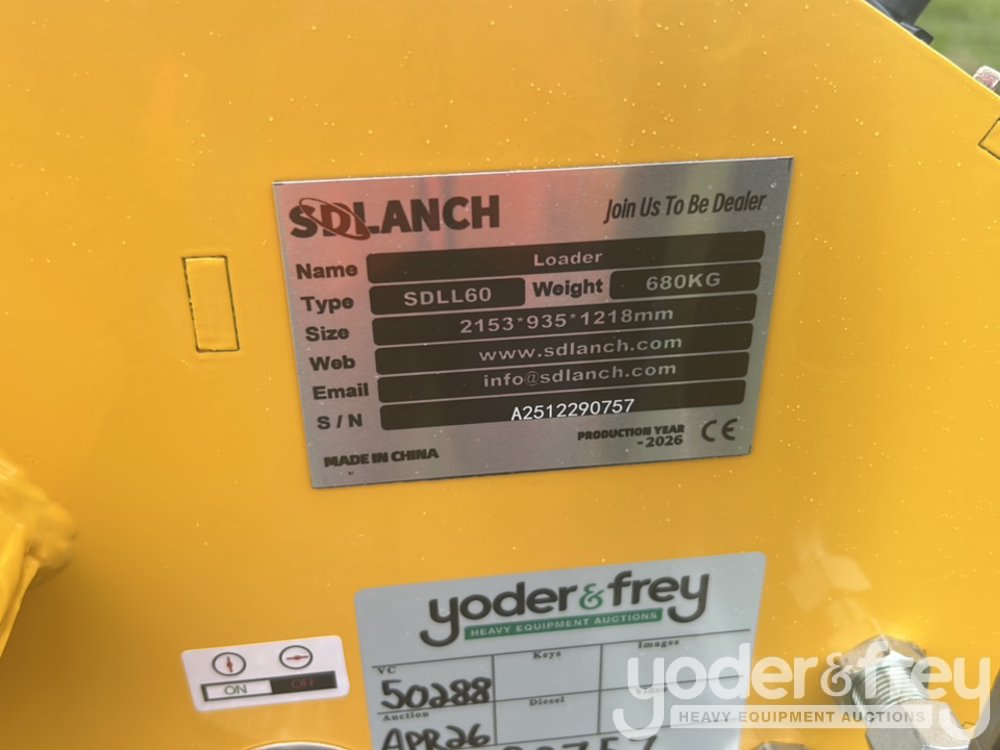 SDLANCH Join Us To Be Dealer
Name Loader
Type SDLL60 Weight 680KG
Size 2153*935*1218mm
Web www.sdlanch.com
Email info@sdlanch.com
S/N A2512290757
PRODUCTION YEAR
-2026 CE
MADE IN CHINA
yoder&frey
HEAVY EQUIPMENT AUCTIONS
VC Keys Images
50288
Auction Diesel
APR26
ON OFF
yoder&frey
HEAVY EQUIPMENT AUCTIONS